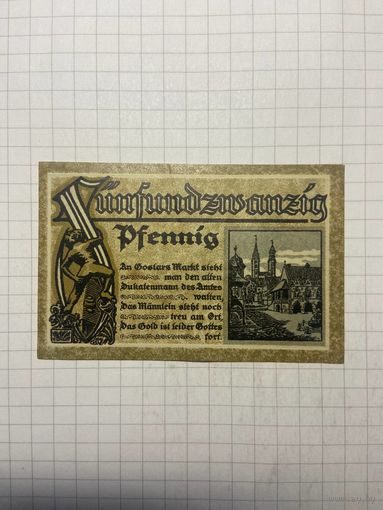 Fünfundzwanzig
Pfennig
An Goslars Markt sieht
man den alten
Dukatenmann des Amtes
walten,
Das Männlein steht noch
treu am Ort,
Das Gold ist leider Gottes
fort.